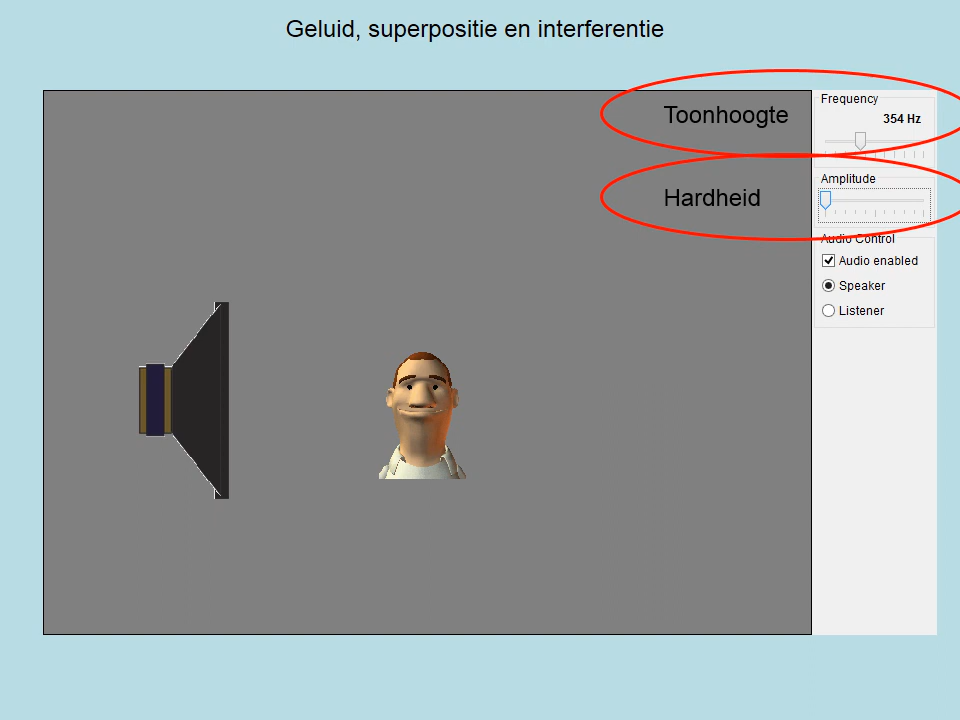 Geluid, superpositie en interferentie
Toonhoogte
Frequency
354 Hz
Hardheid
Amplitude
Audio Control
Audio enabled
Speaker
Listener